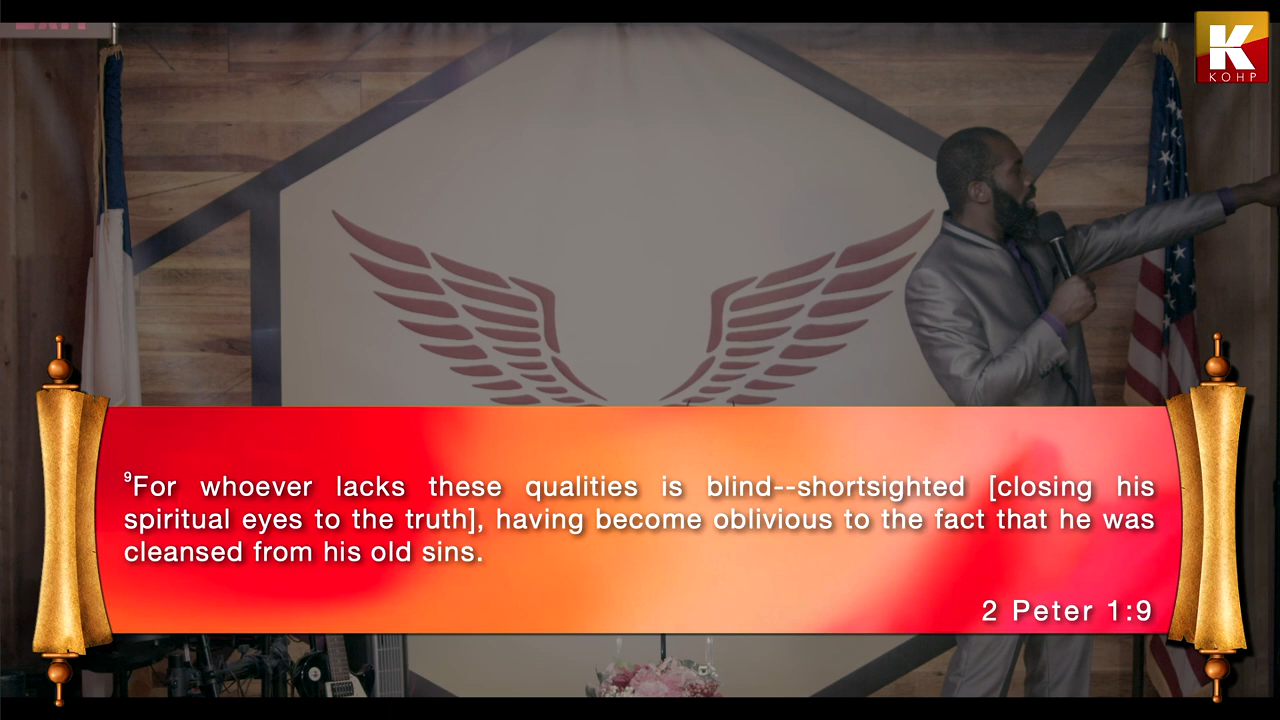 EXIT
K
KOHP
9For whoever lacks these qualities is blind--shortsighted [closing his
spiritual eyes to the truth], having become oblivious to the fact that he was
cleansed from his old sins.
2 Peter 1:9